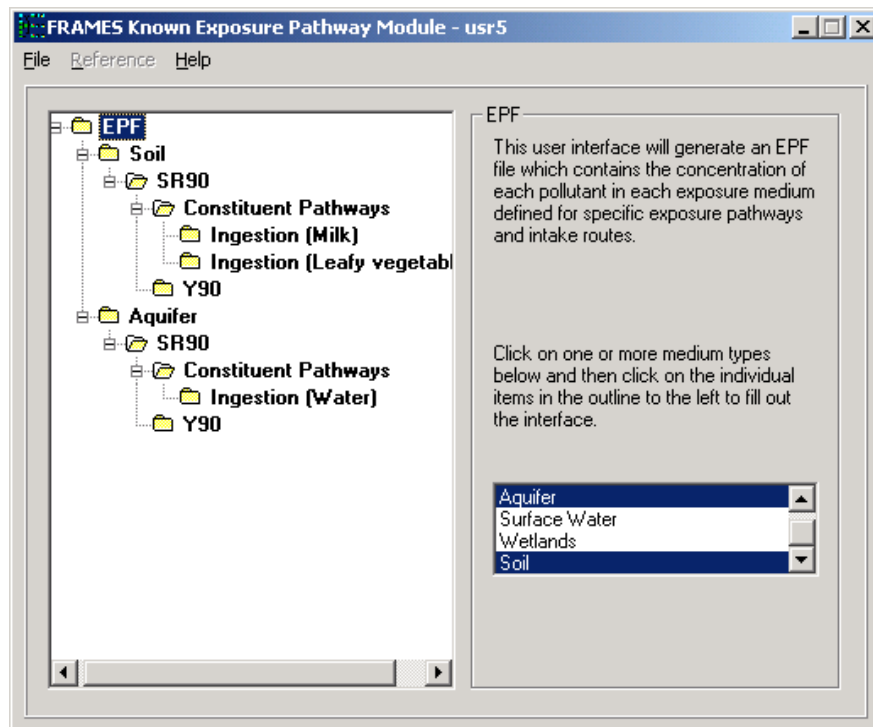 FRAMES Known Exposure Pathway Module - usr5
File Reference Help
EPF
Soil
SR90
Constituent Pathways
Ingestion (Milk)
Ingestion (Leafy vegetabl
Y90
Aquifer
SR90
Constituent Pathways
Ingestion (Water)
Y90
EPF
This user interface will generate an EPF
file which contains the concentration of
each pollutant in each exposure medium
defined for specific exposure pathways
and intake routes.
Click on one or more medium types
below and then click on the individual
items in the outline to the left to fill out
the interface.
Aquifer
Surface Water
Wetlands
Soil